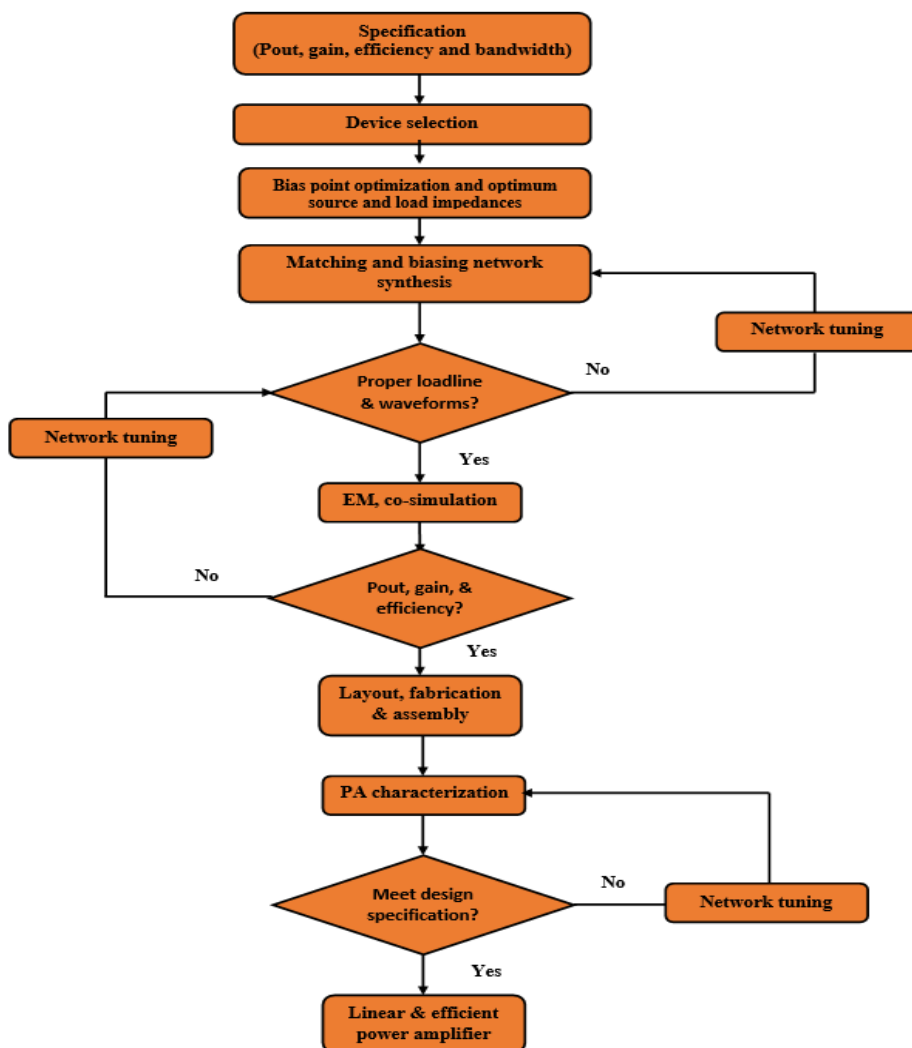 Specification
(Pout, gain, efficiency and bandwidth)
Device selection
Bias point optimization and optimum
source and load impedances
Matching and biasing network
synthesis
Network tuning
No
Proper loadline
& waveforms?
Network tuning
Yes
EM, co-simulation
No
Pout, gain, &
efficiency?
Yes
Layout, fabrication
& assembly
PA characterization
Meet design
specification?
No
Network tuning
Yes
Linear & efficient
power amplifier